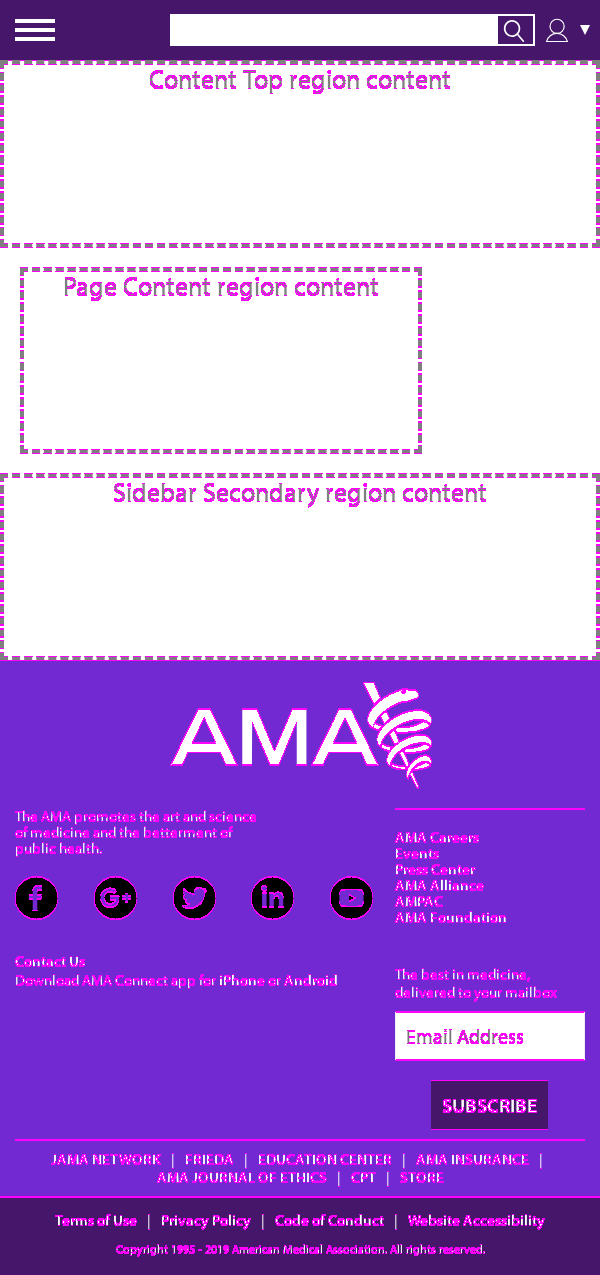 Content Top region content
Page Content region content
Sidebar Secondary region content
AMA
The AMA promotes the art and science
of medicine and the betterment of
public health.
Contact Us
Download AMA Connect app for iPhone or Android
AMA Careers
Events
Press Center
AMA Alliance
AMPAC
AMA Foundation
The best in medicine,
delivered to your mailbox
Email Address
SUBSCRIBE
JAMA NETWORK | FRIEDA | EDUCATION CENTER | AMA INSURANCE |
AMA JOURNAL OF ETHICS | CPT | STORE
Terms of Use | Privacy Policy | Code of Conduct | Website Accessibility
Copyright 1995 - 2019 American Medical Association. All rights reserved.